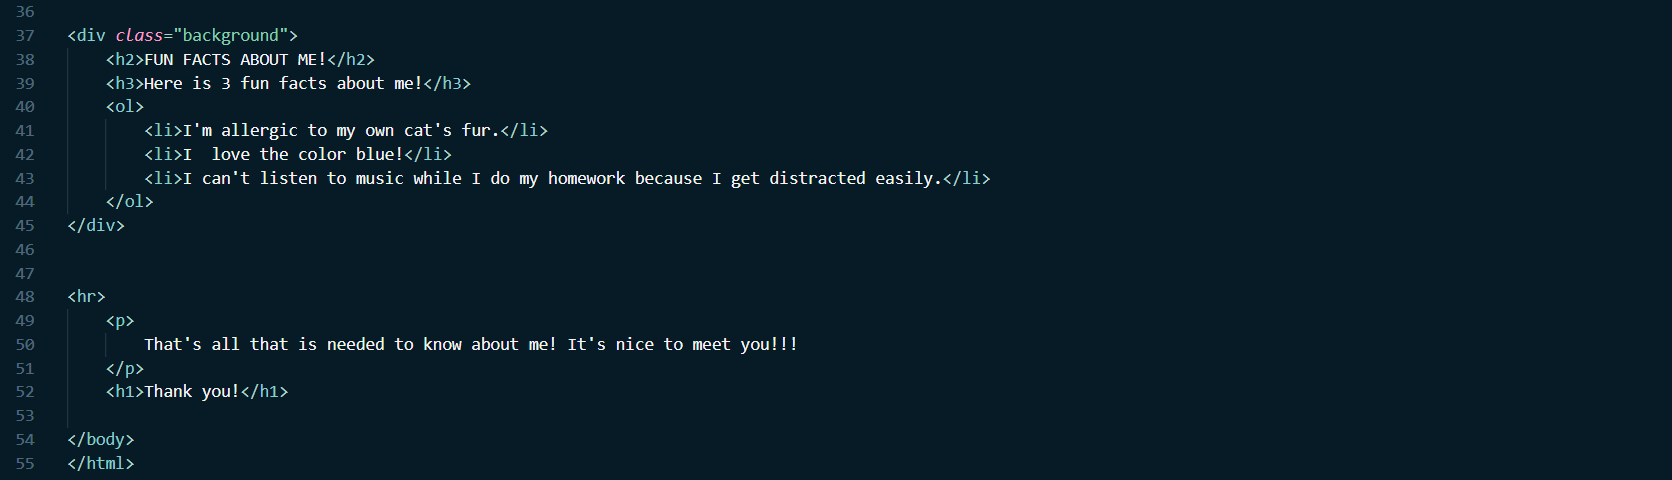 36
37 <div class="background">
38 <h2>FUN FACTS ABOUT ME!</h2>
39 <h3>Here is 3 fun facts about me!</h3>
40 <ol>
41 <li>I'm allergic to my own cat's fur.</li>
42 <li>I  love the color blue!</li>
43 <li>I can't listen to music while I do my homework because I get distracted easily.</li>
44 </ol>
45 </div>
46
47
48 <hr>
49 <p>
50 That's all that is needed to know about me! It's nice to meet you!!!
51 </p>
52 <h1>Thank you!</h1>
53
54 </body>
55 </html>